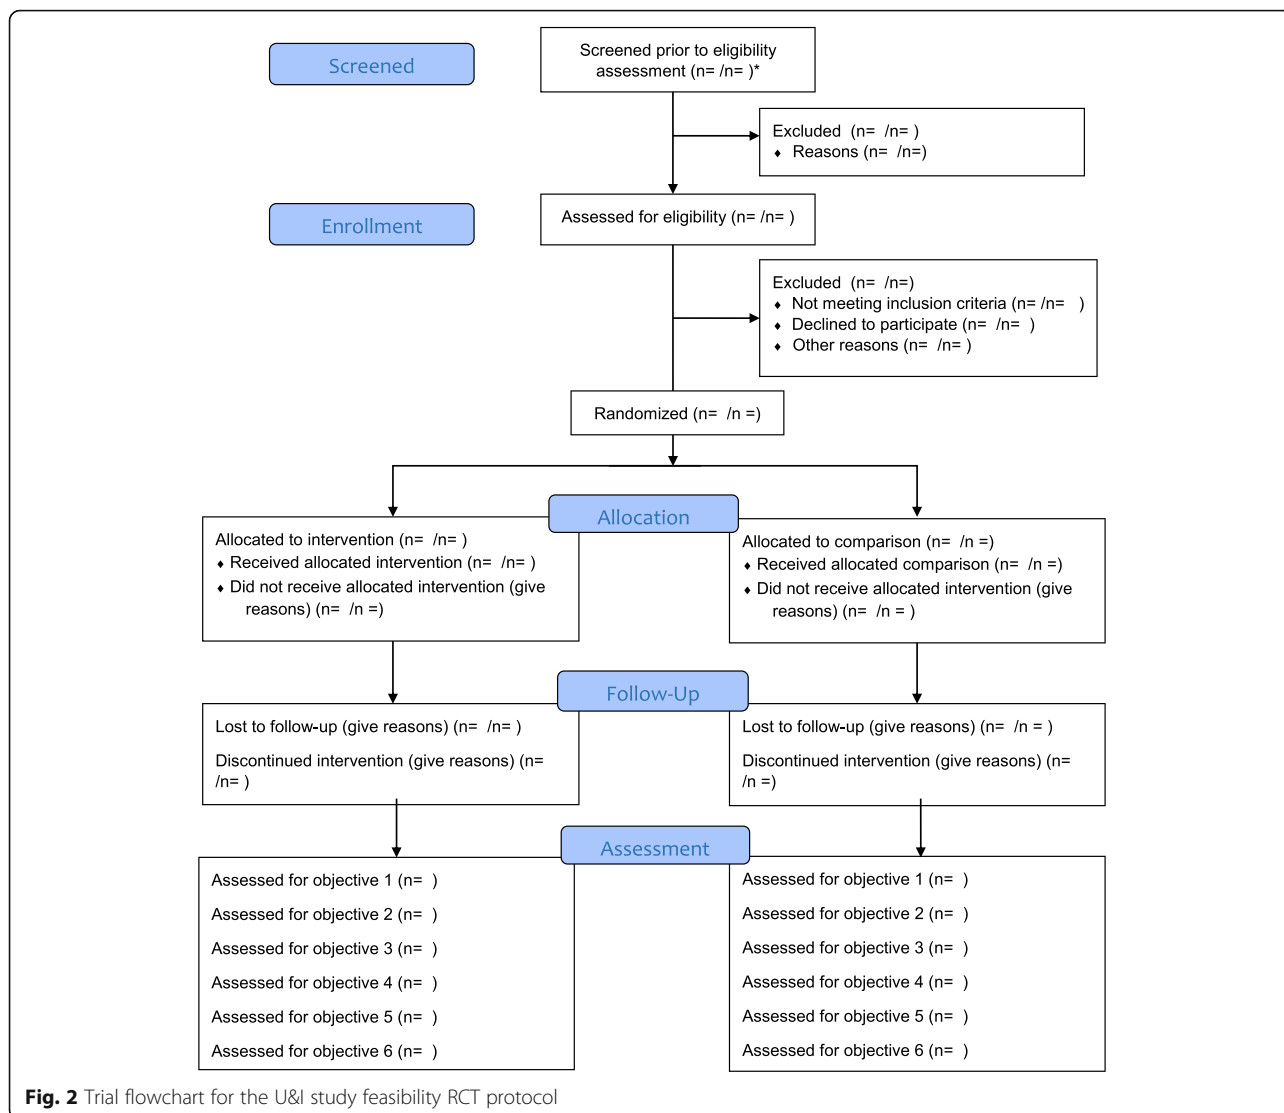 Screened
Screened prior to eligibility
assessment (n= /n= )*
Excluded (n= /n= )
♦ Reasons (n= /n=)
Enrollment
Assessed for eligibility (n= /n= )
Excluded (n= /n=)
♦ Not meeting inclusion criteria (n= /n= )
♦ Declined to participate (n= /n= )
♦ Other reasons (n= /n= )
Randomized (n= /n =)
Allocation
Allocated to intervention (n= /n= )
♦ Received allocated intervention (n= /n= )
♦ Did not receive allocated intervention (give
reasons) (n= /n =)
Allocated to comparison (n= /n =)
♦ Received allocated comparison (n= /n =)
♦ Did not receive allocated intervention (give
reasons) (n= /n = )
Follow-Up
Lost to follow-up (give reasons) (n= /n= )
Discontinued intervention (give reasons) (n=
/n= )
Lost to follow-up (give reasons) (n= /n = )
Discontinued intervention (give reasons) (n=
/n =)
Assessment
Assessed for objective 1 (n= )
Assessed for objective 2 (n= )
Assessed for objective 3 (n= )
Assessed for objective 4 (n= )
Assessed for objective 5 (n= )
Assessed for objective 6 (n= )
Assessed for objective 1 (n= )
Assessed for objective 2 (n= )
Assessed for objective 3 (n= )
Assessed for objective 4 (n= )
Assessed for objective 5 (n= )
Assessed for objective 6 (n= )
Fig. 2 Trial flowchart for the U&I study feasibility RCT protocol